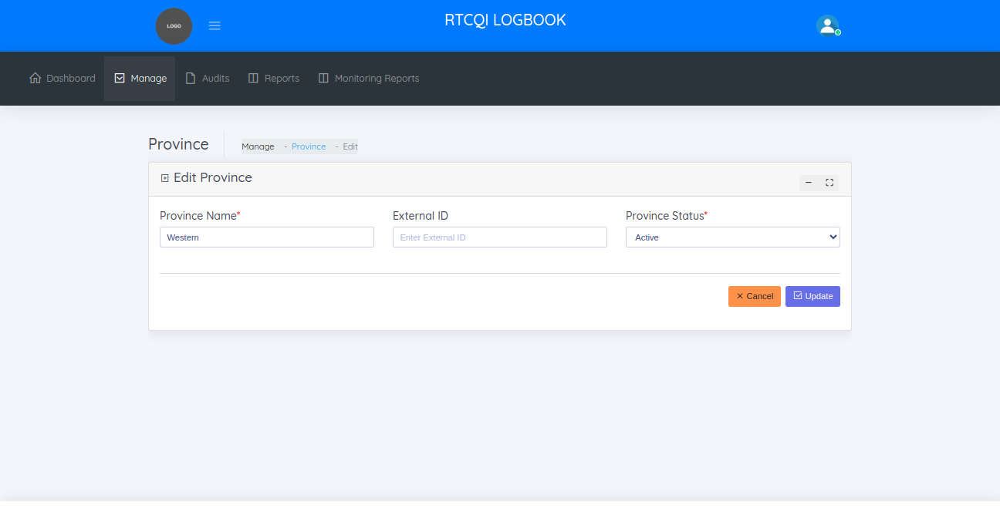 LOGO
RTCQI LOGBOOK
Dashboard Manage Audits Reports Monitoring Reports
Province Manage - Province - Edit
Edit Province
Province Name* External ID Province Status*
Western Enter External ID Active
Cancel Update